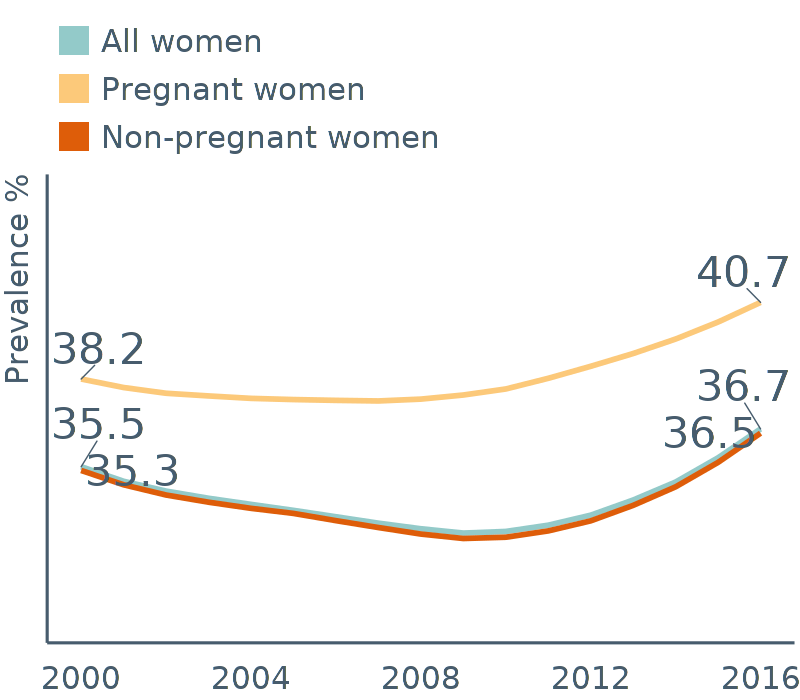 All women
Pregnant women
Non-pregnant women
Prevalence %
40.7
38.2
36.7
35.5
36.5
35.3
2000 2004 2008 2012 2016